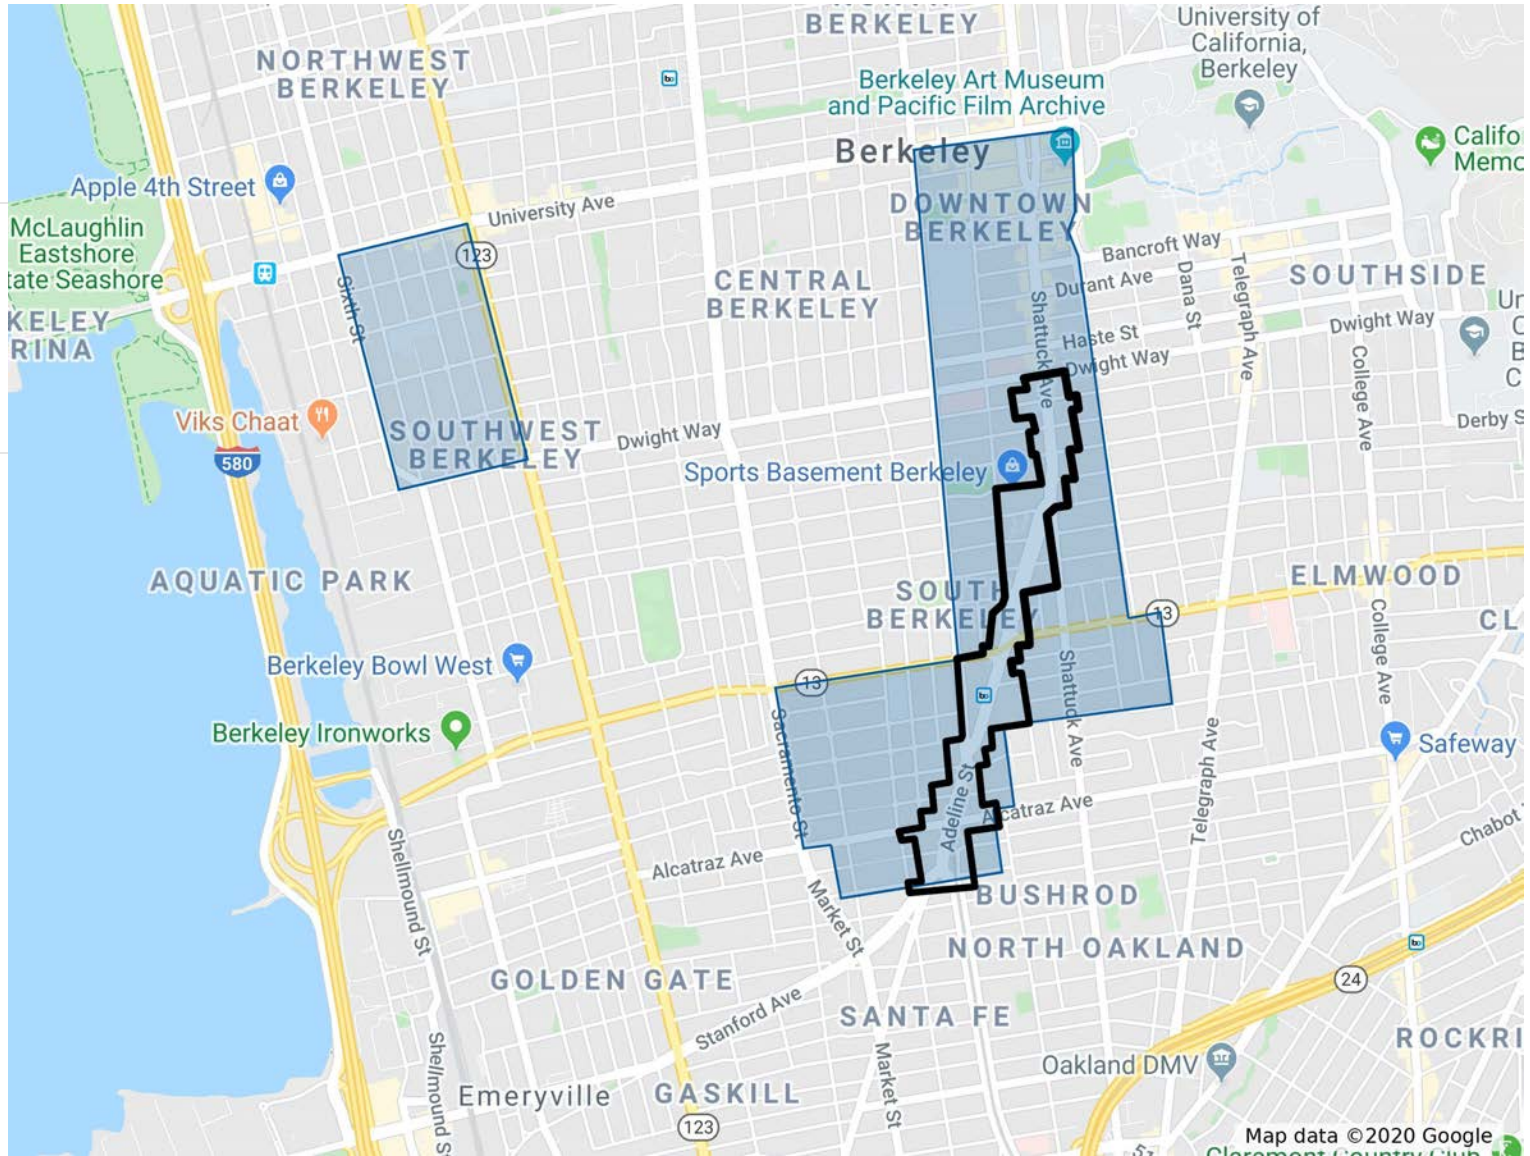 NORTH
BERKELEY
University of
California,
Berkeley
NORTHWEST
BERKELEY
Berkeley Art Museum
and Pacific Film Archive
Califo
Memo
Berkeley
Apple 4th Street
University Ave
DOWNTOWN
BERKELEY
McLaughlin
Eastshore
tate Seashore
123
Bancroft Way
Durant Ave
Dana St
Telegraph Ave
SOUTHSIDE
CENTRAL
BERKELEY
Sixth St
Shattuck Ave
KELEY
RINA
Haste St
Dwight Way
Dwight Way
Un
C
B
C
College Ave
Viks Chaat
SOUTHWEST
BERKELEY
Dwight Way
Derby S
580
Sports Basement Berkeley
AQUATIC PARK
SOUTH
BERKELEY
ELMWOOD
13
CL
College Ave
Berkeley Bowl West
13
Shattuck Ave
Berkeley Ironworks
Sacramento St
Telegraph Ave
Safeway
Adeline St
Alcatraz Ave
Chabot
Shellmound St
Alcatraz Ave
Market St
BUSHROD
NORTH OAKLAND
GOLDEN GATE
24
Stanford Ave
SANTA FE
ROCKRI
Shellmound S
Market St
Oakland DMV
Emeryville
GASKILL
123
Map data ©2020 Google
Claremont Country Club